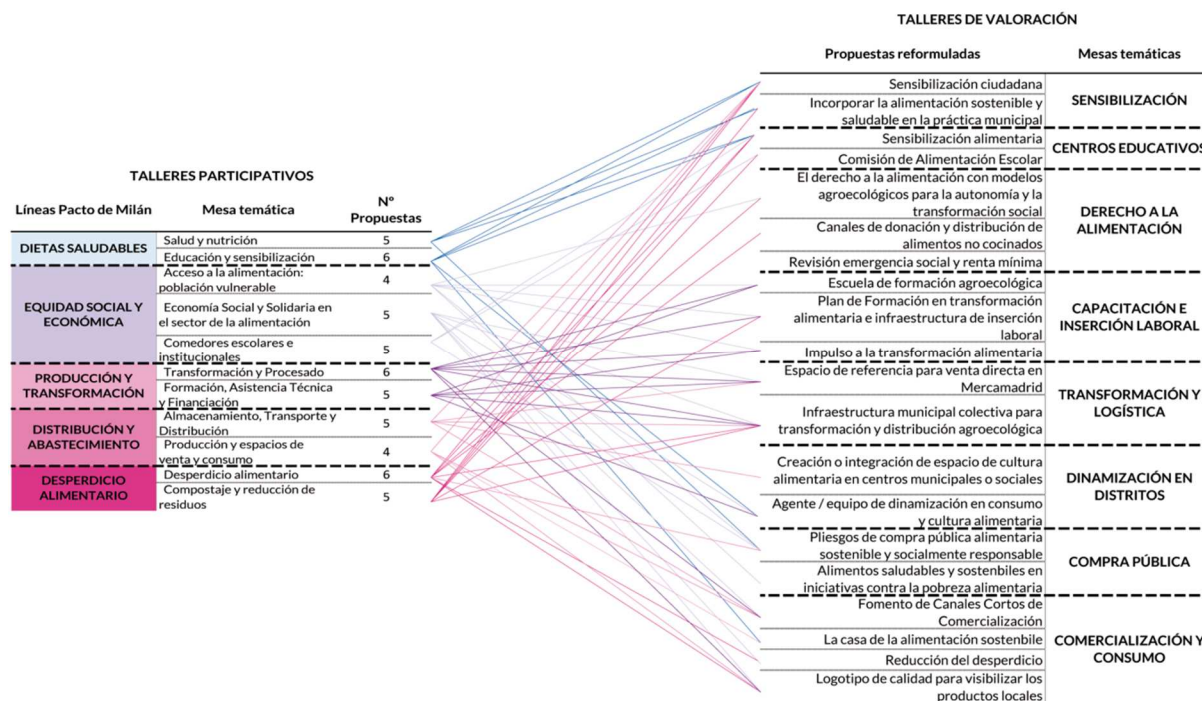 TALLERES PARTICIPATIVOS
Líneas Pacto de Milán
Mesa temática
Nº
Propuestas
DIETAS SALUDABLES
Salud y nutrición
5
Educación y sensibilización
6
EQUIDAD SOCIAL Y
ECONÓMICA
Acceso a la alimentación:
población vulnerable
4
Economía Social y Solidaria en
el sector de la alimentación
5
Comedores escolares e
institucionales
5
PRODUCCIÓN Y
TRANSFORMACIÓN
Transformación y Procesado
6
Formación, Asistencia Técnica
y Financiación
5
DISTRIBUCIÓN Y
ABASTECIMIENTO
Almacenamiento, Transporte y
Distribución
5
Producción y espacios de
venta y consumo
4
DESPERDICIO
ALIMENTARIO
Desperdicio alimentario
6
Compostaje y reducción de
residuos
5
TALLERES DE VALORACIÓN
Propuestas reformuladas
Mesas temáticas
Sensibilización ciudadana
Incorporar la alimentación sostenible y
saludable en la práctica municipal
SENSIBILIZACIÓN
Sensibilización alimentaria
Comisión de Alimentación Escolar
CENTROS EDUCATIVOS
El derecho a la alimentación con modelos
agroecológicos para la autonomía y la
transformación social
Canales de donación y distribución de
alimentos no cocinados
Revisión emergencia social y renta mínima
DERECHO A LA
ALIMENTACIÓN
Escuela de formación agroecológica
Plan de Formación en transformación
alimentaria e infraestructura de inserción
laboral
Impulso a la transformación alimentaria
CAPACITACIÓN E
INSERCIÓN LABORAL
Espacio de referencia para venta directa en
Mercamadrid
Infraestructura municipal colectiva para
transformación y distribución agroecológica
TRANSFORMACIÓN Y
LOGÍSTICA
Creación o integración de espacio de cultura
alimentaria en centros municipales o sociales
Agente / equipo de dinamización en consumo
y cultura alimentaria
DINAMIZACIÓN EN
DISTRITOS
Pliesgos de compra pública alimentaria
sostenible y socialmente responsable
Alimentos saludables y sostenbiles en
iniciativas contra la pobreza alimentaria
COMPRA PÚBLICA
Fomento de Canales Cortos de
Comercialización
La casa de la alimentación sostenbile
Reducción del desperdicio
Logotipo de calidad para visibilizar los
productos locales
COMERCIALIZACIÓN Y
CONSUMO